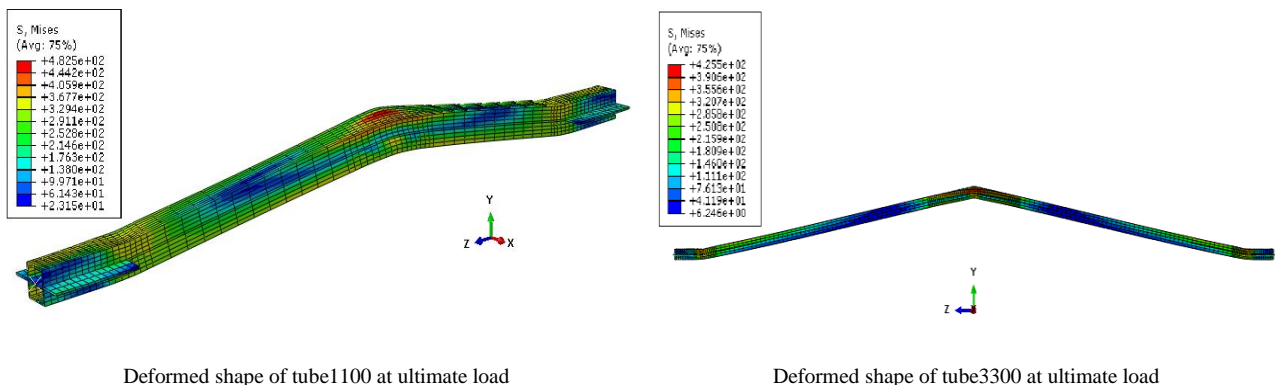 S, Mises
(Avg: 75%)
+4.825e+02
+4.442e+02
+4.059e+02
+3.677e+02
+3.294e+02
+2.911e+02
+2.528e+02
+2.146e+02
+1.763e+02
+1.380e+02
+9.971e+01
+6.143e+01
+2.315e+01
Y
Z
X
Deformed shape of tube1100 at ultimate load
S, Mises
(Avg: 75%)
+4.255e+02
+3.906e+02
+3.556e+02
+3.207e+02
+2.858e+02
+2.508e+02
+2.159e+02
+1.809e+02
+1.460e+02
+1.111e+02
+7.613e+01
+4.119e+01
+6.246e+00
Y
Z
Deformed shape of tube3300 at ultimate load